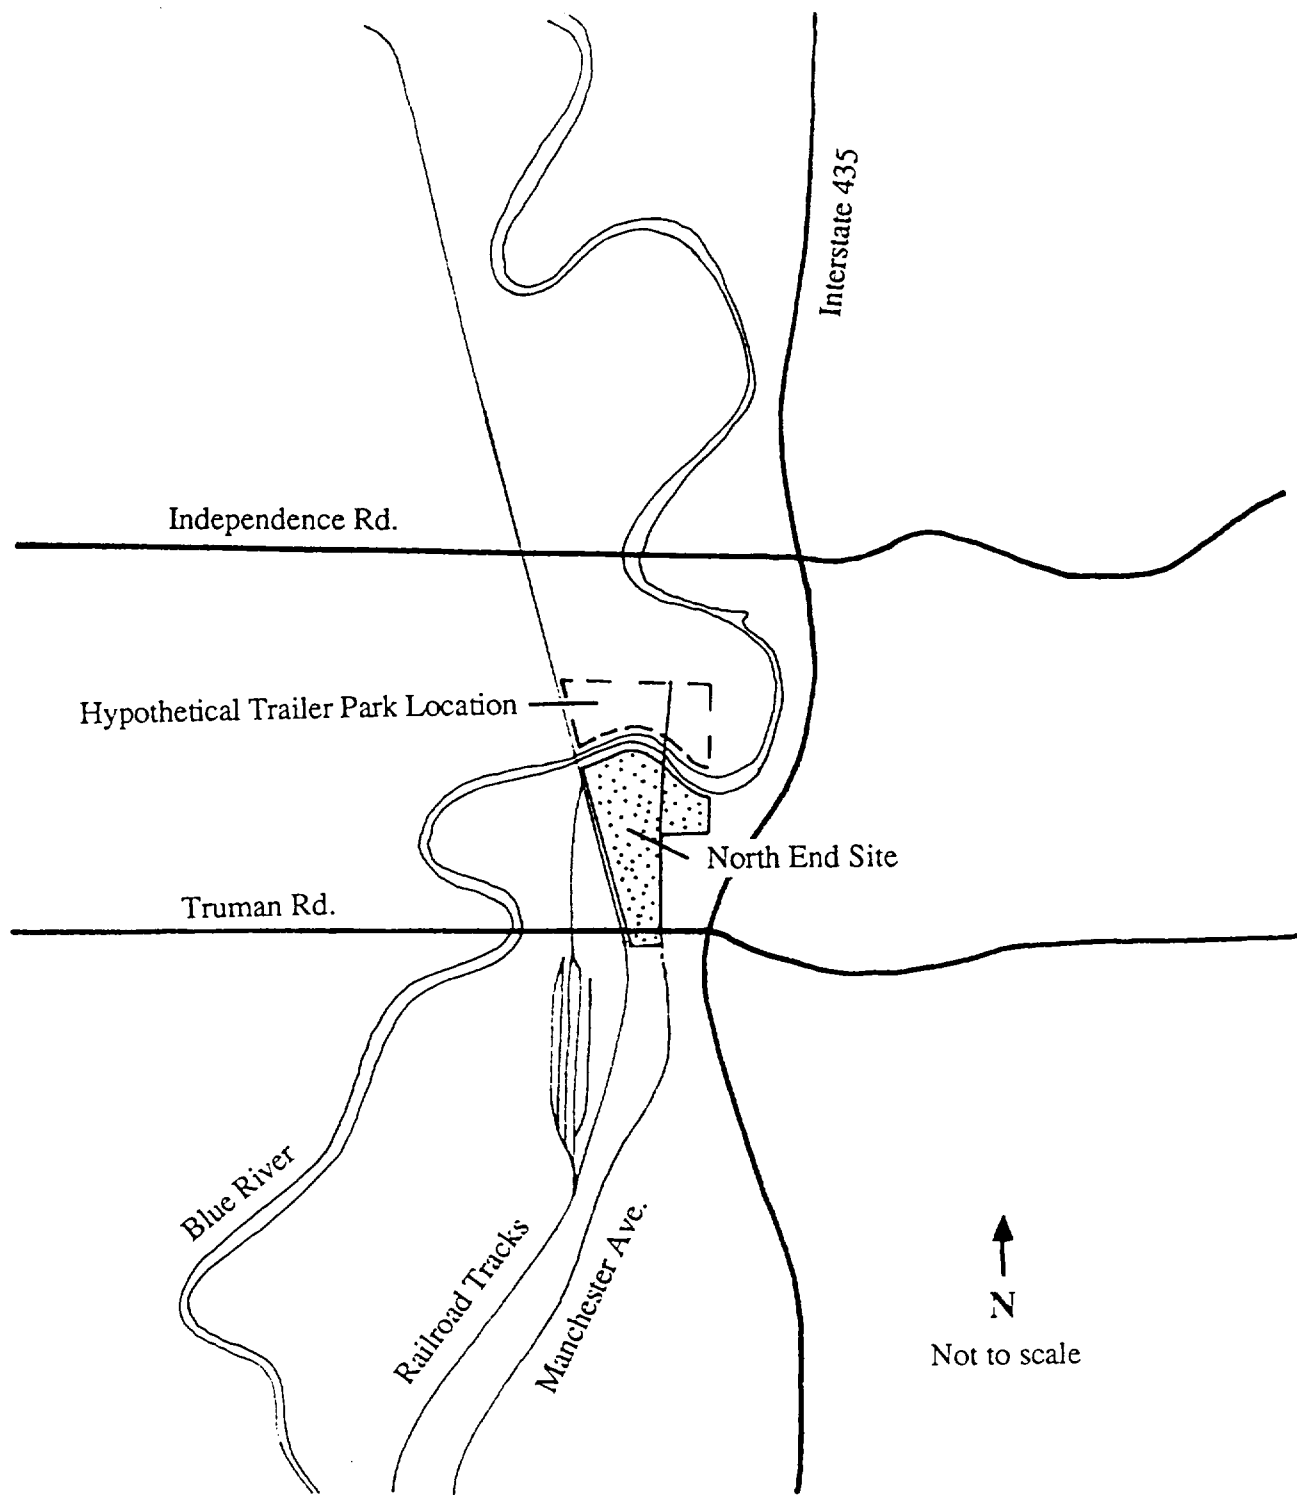 Interstate 435
Independence Rd.
Hypothetical Trailer Park Location
North End Site
Truman Rd.
Blue River
Railroad Tracks
Manchester Ave.
N
Not to scale